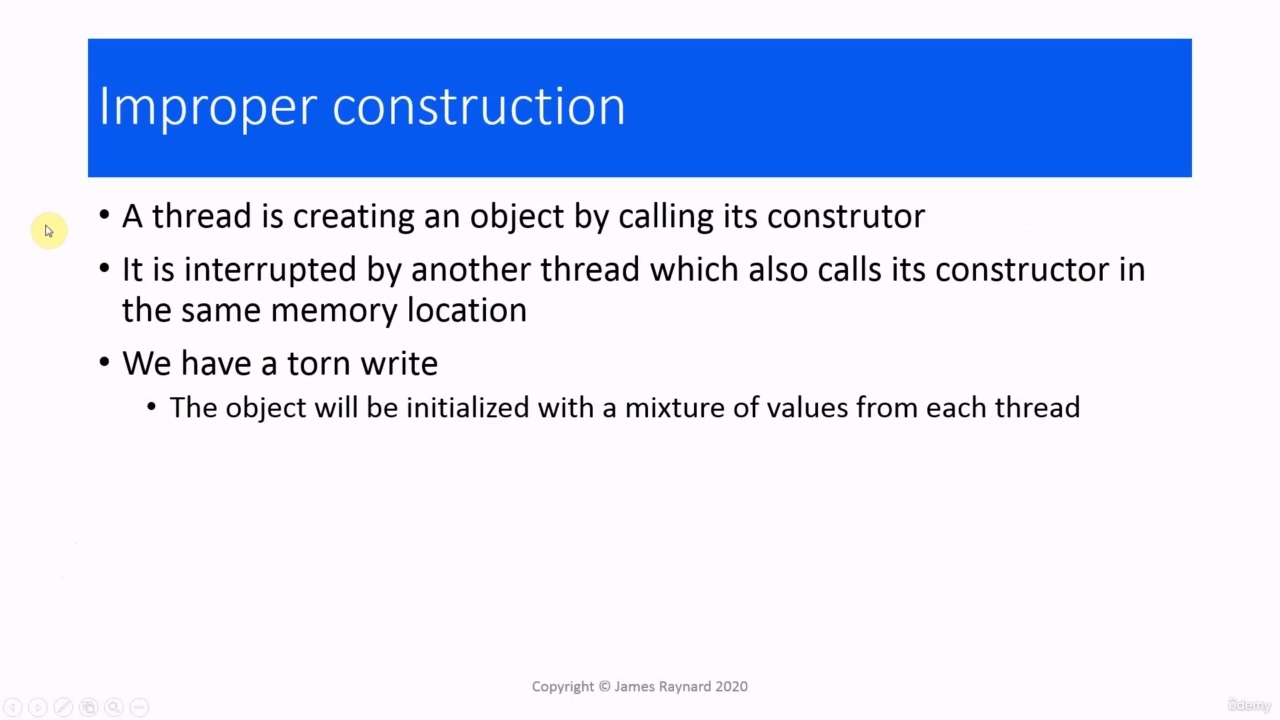 Improper construction
• A thread is creating an object by calling its construtor
• It is interrupted by another thread which also calls its constructor in
the same memory location
• We have a torn write
• The object will be initialized with a mixture of values from each thread
Copyright © James Raynard 2020
ûdemy